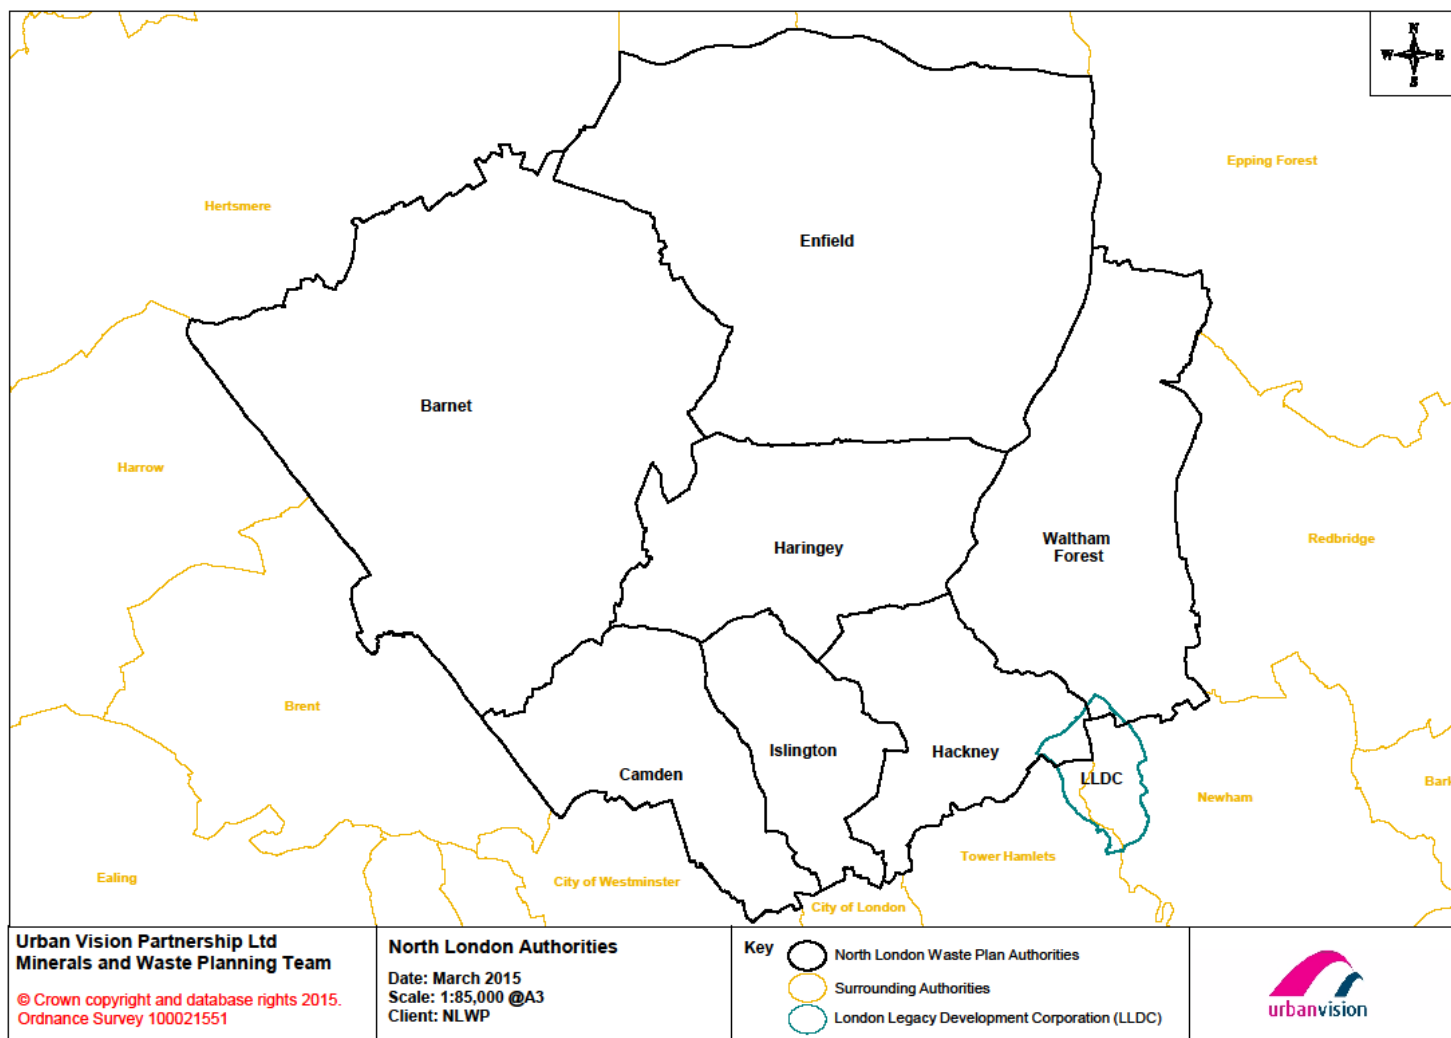 N
W E
S
Epping Forest
Hertsmere
Enfield
Barnet
Harrow
Haringey
Waltham
Forest
Redbridge
Brent
Islington
Hackney
Camden
LLDC
Bark
Newham
Tower Hamlets
Ealing
City of Westminster
City of London
Urban Vision Partnership Ltd
Minerals and Waste Planning Team
© Crown copyright and database rights 2015.
Ordnance Survey 100021551
North London Authorities
Date: March 2015
Scale: 1:85,000 @A3
Client: NLWP
Key
North London Waste Plan Authorities
Surrounding Authorities
London Legacy Development Corporation (LLDC)
urbanvision